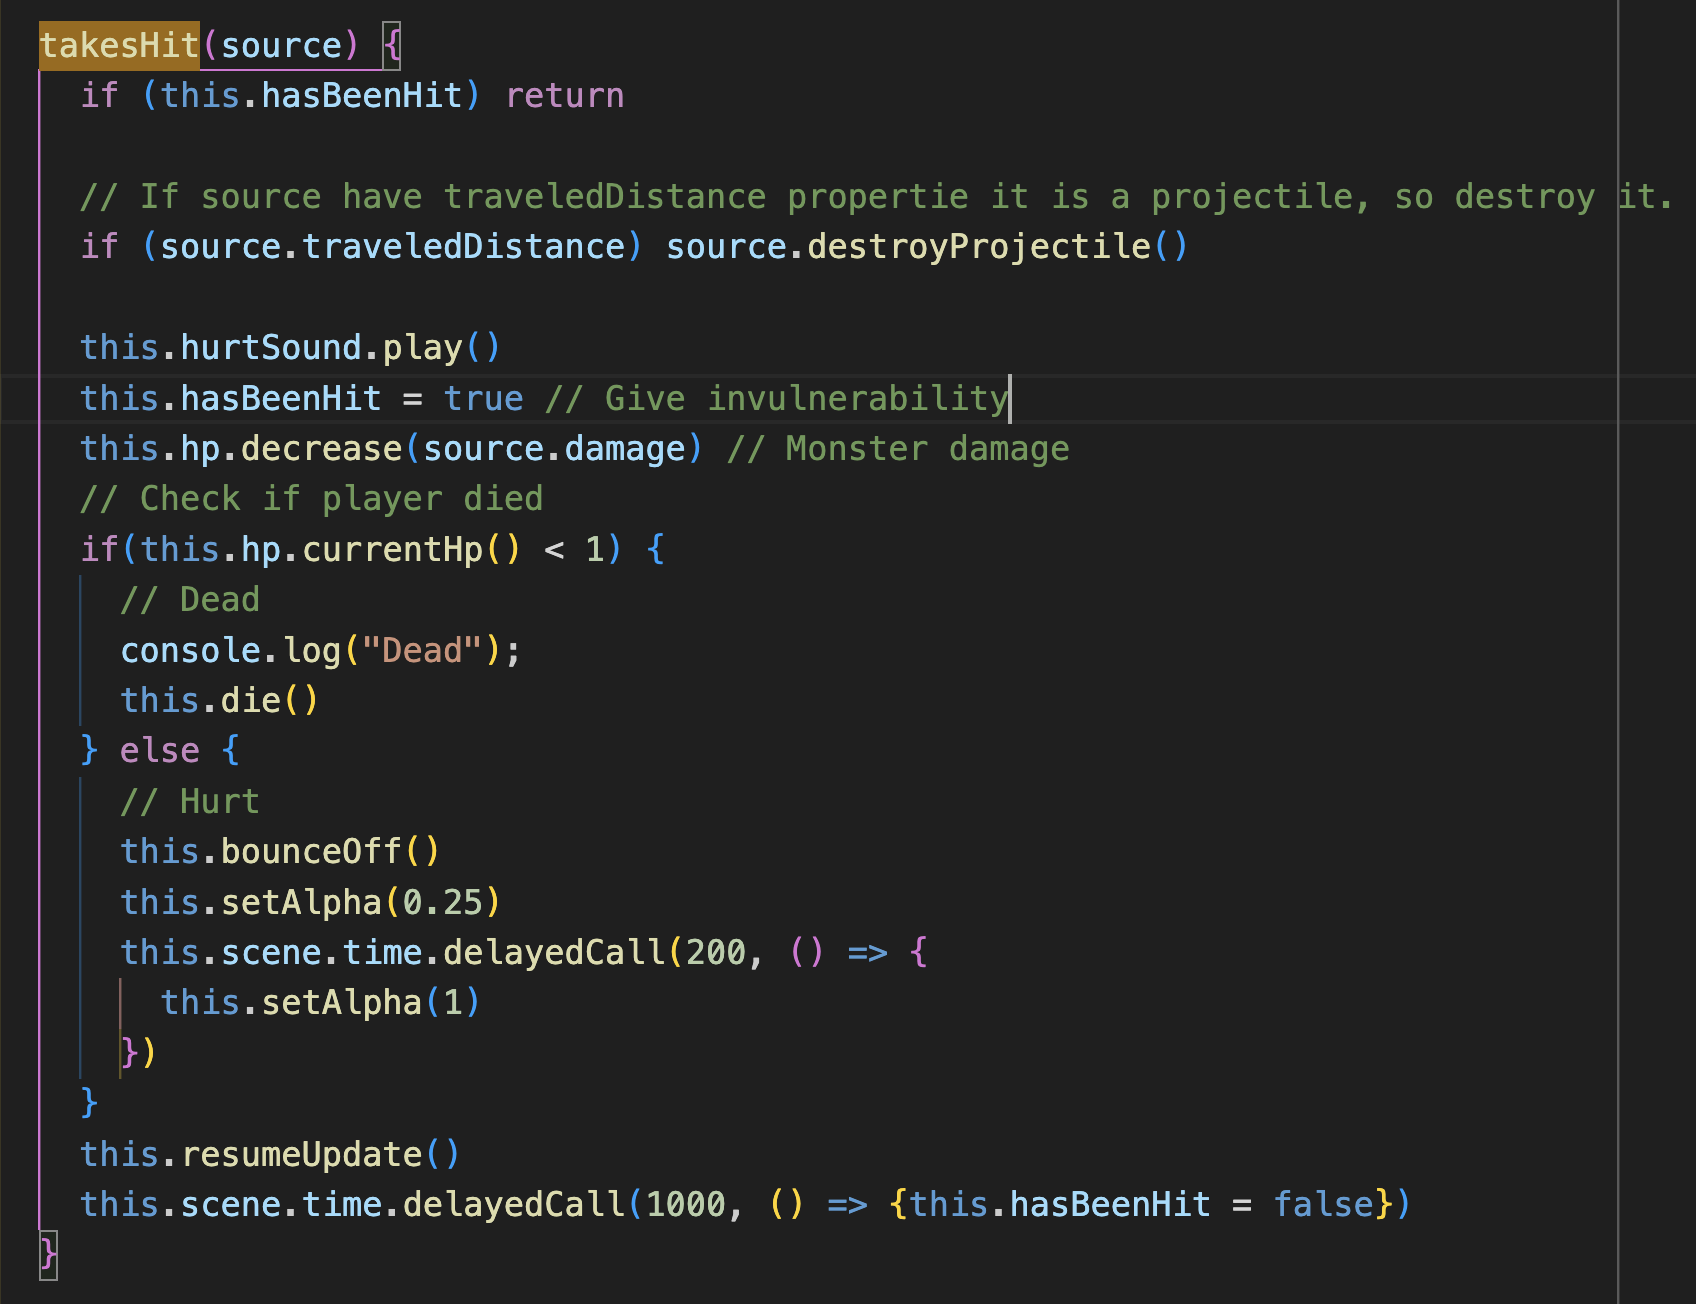 takesHit(source) {
if (this.hasBeenHit) return
// If source have traveledDistance propertie it is a projectile, so destroy it.
if (source.traveledDistance) source.destroyProjectile()
this.hurtSound.play()
this.hasBeenHit = true // Give invulnerability
this.hp.decrease(source.damage) // Monster damage
// Check if player died
if(this.hp.currentHp() < 1) {
// Dead
console.log("Dead");
this.die()
} else {
// Hurt
this.bounceOff()
this.setAlpha(0.25)
this.scene.time.delayedCall(200, () => {
this.setAlpha(1)
})
}
this.resumeUpdate()
this.scene.time.delayedCall(1000, () => {this.hasBeenHit = false})
}